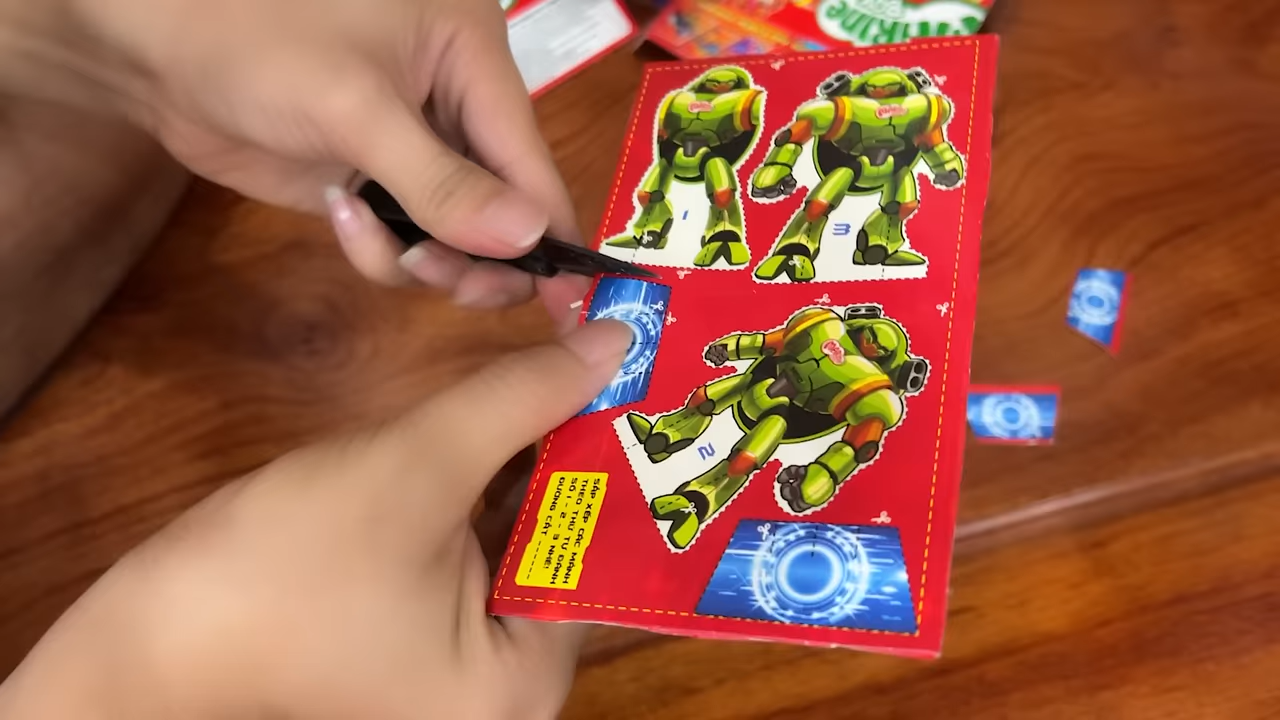 1
3
2
SẮP XẾP CÁC MẢNH
THEO THỨ TỰ ĐÁNH
SỐ 1 - 2 - 3 NHÉ!
ĐƯỜNG CẮT --------